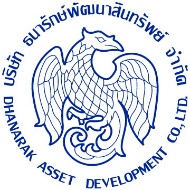 บริษัท ธนารักษ์พัฒนาสินทรัพย์ จำกัด
DHANARAK ASSET DEVELOPMENT CO.,LTD.